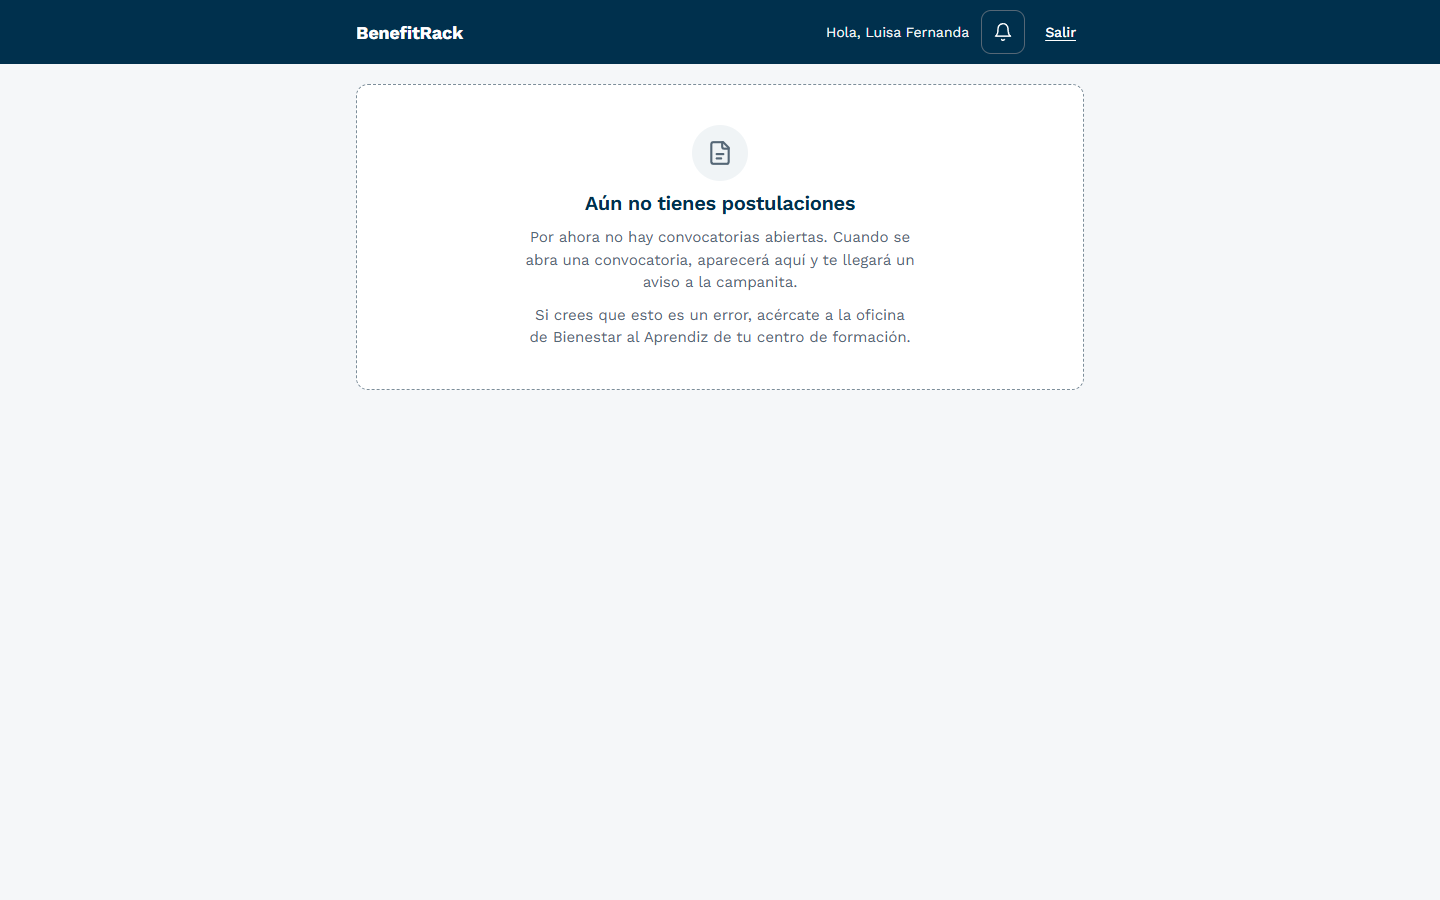 BenefitRack
Hola, Luisa Fernanda
Salir
Aún no tienes postulaciones
Por ahora no hay convocatorias abiertas. Cuando se
abra una convocatoria, aparecerá aquí y te llegará un
aviso a la campanita.
Si crees que esto es un error, acércate a la oficina
de Bienestar al Aprendiz de tu centro de formación.